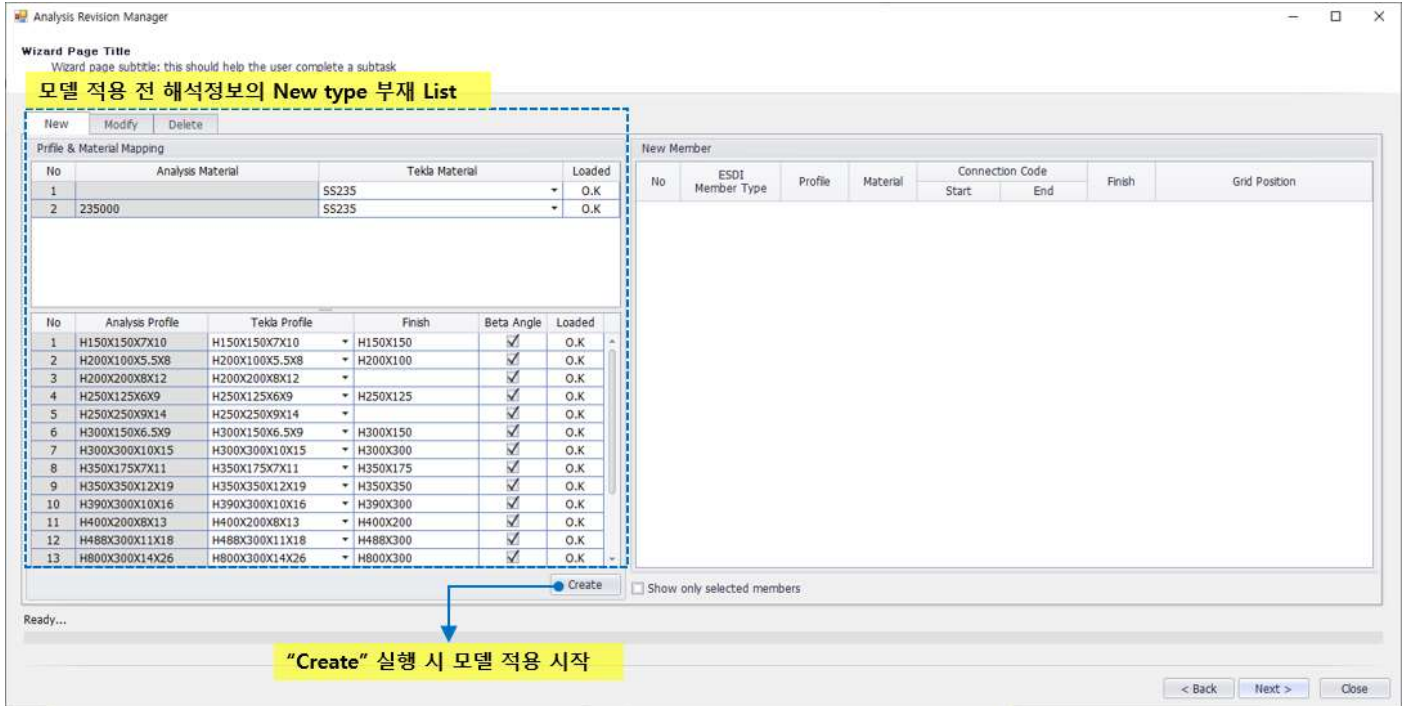 Analysis Revision Manager
Wizard Page Title
Wizard page subtitle: this should help the user complete a subtask
모델 적용 전 해석정보의 New type 부재 List
New Modify Delete
Prifile & Material Mapping
No Analysis Material Tekla Material Loaded
1 SS235 O.K
2 235000 SS235 O.K
No Analysis Profile Tekla Profile Finish Beta Angle Loaded
1 H150X150X7X10 H150X150X7X10 H150X150 O.K
2 H200X100X5.5X8 H200X100X5.5X8 H200X100 O.K
3 H200X200X8X12 H200X200X8X12 O.K
4 H250X125X6X9 H250X125X6X9 H250X125 O.K
5 H250X250X9X14 H250X250X9X14 O.K
6 H300X150X6.5X9 H300X150X6.5X9 H300X150 O.K
7 H300X300X10X15 H300X300X10X15 H300X300 O.K
8 H350X175X7X11 H350X175X7X11 H350X175 O.K
9 H350X350X12X19 H350X350X12X19 H350X350 O.K
10 H390X300X10X16 H390X300X10X16 H390X300 O.K
11 H400X200X8X13 H400X200X8X13 H400X200 O.K
12 H488X300X11X18 H488X300X11X18 H488X300 O.K
13 H800X300X14X26 H800X300X14X26 H800X300 O.K
Create
New Member
No ESDI Member Type Profile Material Connection Code Start End Finish Grid Position
Show only selected members
Ready...
“Create” 실행 시 모델 적용 시작
< Back Next > Close